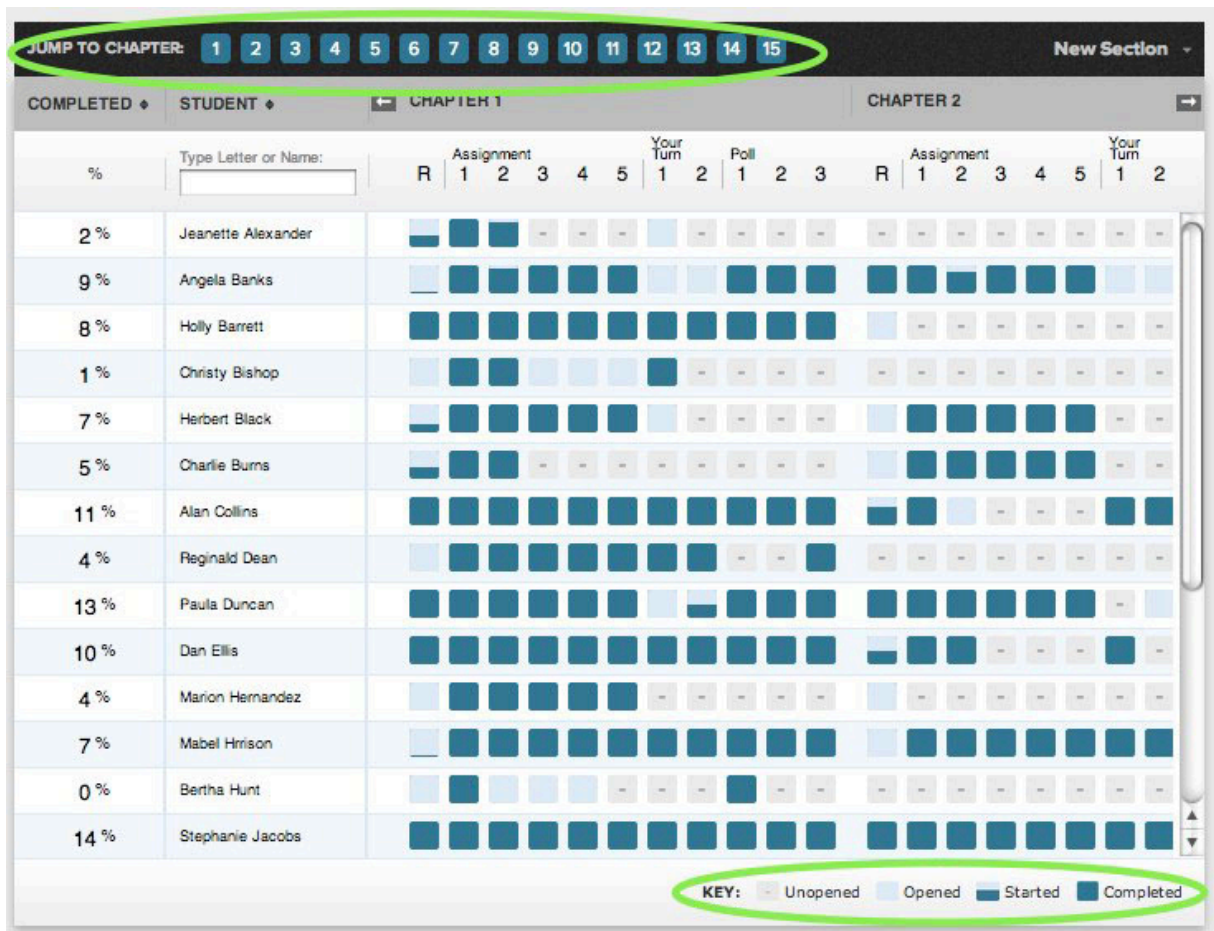 JUMP TO CHAPTER: 1 2 3 4 5 6 7 8 9 10 11 12 13 14 15 New Section
COMPLETED STUDENT CHAPTER 1 CHAPTER 2
% Type Letter or Name: Assignment Your Turn Poll Assignment Your Turn
R 1 2 3 4 5 1 2 1 2 3 R 1 2 3 4 5 1 2
2 % Jeanette Alexander - - - - - - - - - - - - - - -
9 % Angela Banks
8 % Holly Barrett - - - - - - -
1 % Christy Bishop - - - - - - - - - - - -
7 % Herbert Black - - - - - -
5 % Charlie Burns - - - - - - - - - -
11 % Alan Collins - - -
4 % Reginald Dean - - - - - - - - - -
13 % Paula Duncan -
10 % Dan Ellis - - - -
4 % Marion Hernandez - - - - - - - - - - - -
7 % Mabel Hrrison
0 % Bertha Hunt - - - - - - - - - - - - - -
14 % Stephanie Jacobs
KEY: - Unopened Opened Started Completed